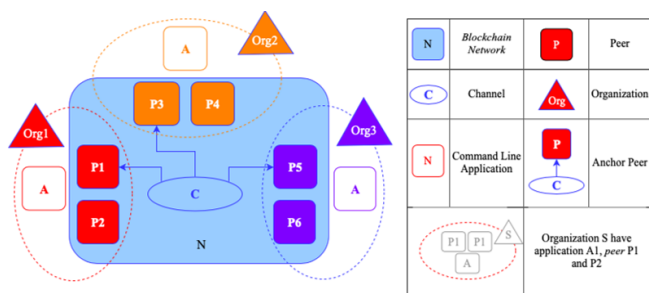 Org2
A
Org1
P3 P4
Org3
A
P1
P5
A
C
P2
P6
N
N
Blockchain
Network
P
Peer
C
Channel
Org
Organization
N
Command Line
Application
P
C
Anchor Peer
S
P1 P1
A
Organization S have
application A1, peer P1
and P2